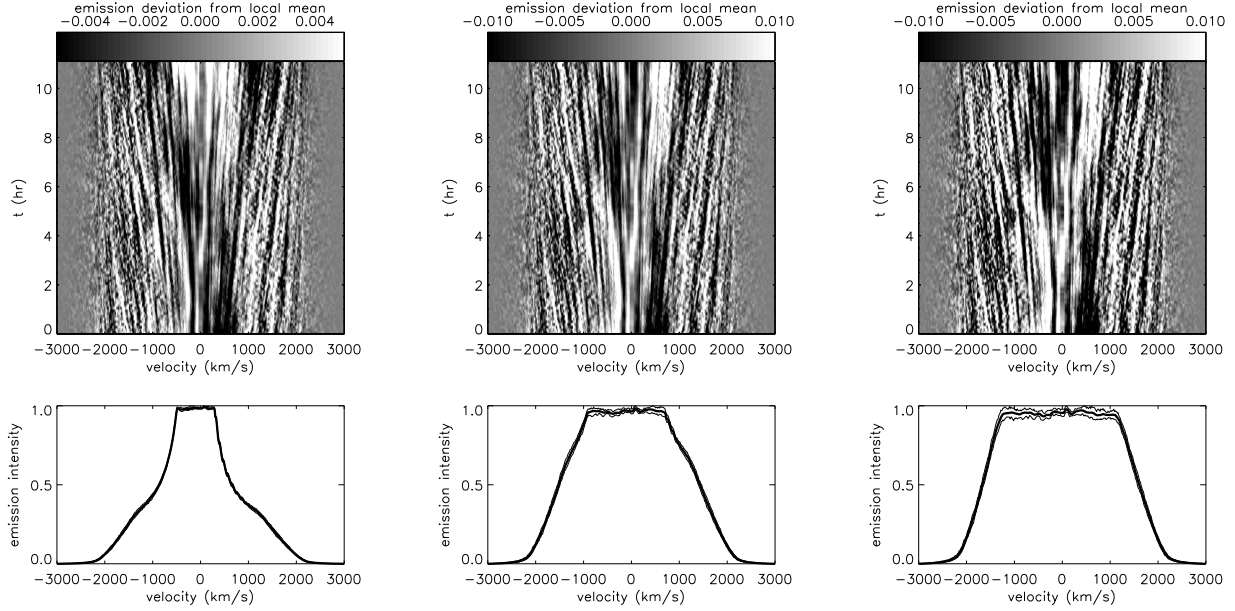 emission deviation from local mean
−0.004 −0.002 0.000 0.002 0.004
10
8
6
4
2
0
t (hr)
−3000 −2000 −1000 0 1000 2000 3000
velocity (km/s)
1.0
0.5
0.0
emission intensity
−3000 −2000 −1000 0 1000 2000 3000
velocity (km/s)
emission deviation from local mean
−0.010 −0.005 0.000 0.005 0.010
10
8
6
4
2
0
t (hr)
−3000 −2000 −1000 0 1000 2000 3000
velocity (km/s)
1.0
0.5
0.0
emission intensity
−3000 −2000 −1000 0 1000 2000 3000
velocity (km/s)
emission deviation from local mean
−0.010 −0.005 0.000 0.005 0.010
10
8
6
4
2
0
t (hr)
−3000 −2000 −1000 0 1000 2000 3000
velocity (km/s)
1.0
0.5
0.0
emission intensity
−3000 −2000 −1000 0 1000 2000 3000
velocity (km/s)